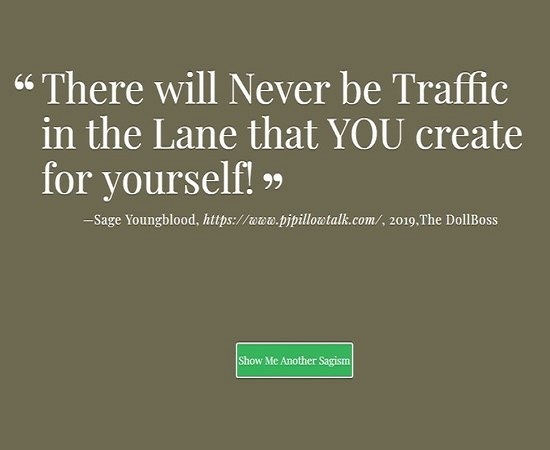 “ There will Never be Traffic
in the Lane that YOU create
for yourself! ”
—Sage Youngblood, https://www.pjpillowtalk.com/, 2019,The DollBoss
Show Me Another Sagism